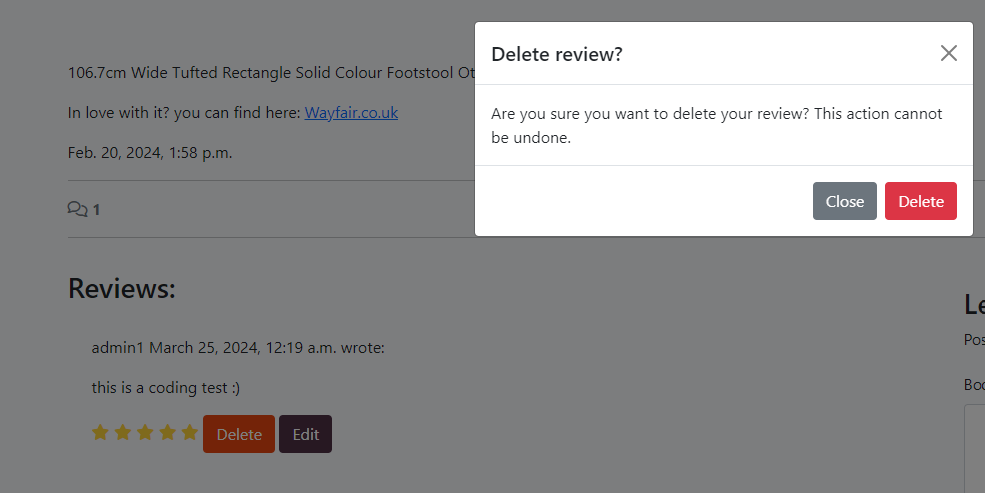 106.7cm Wide Tufted Rectangle Solid Colour Footstool Ot
In love with it? you can find here: Wayfair.co.uk
Feb. 20, 2024, 1:58 p.m.
1
Delete review?
Are you sure you want to delete your review? This action cannot
be undone.
Close Delete
Reviews:
admin1 March 25, 2024, 12:19 a.m. wrote:
this is a coding test :)
Delete Edit
Le
Pos
Boc